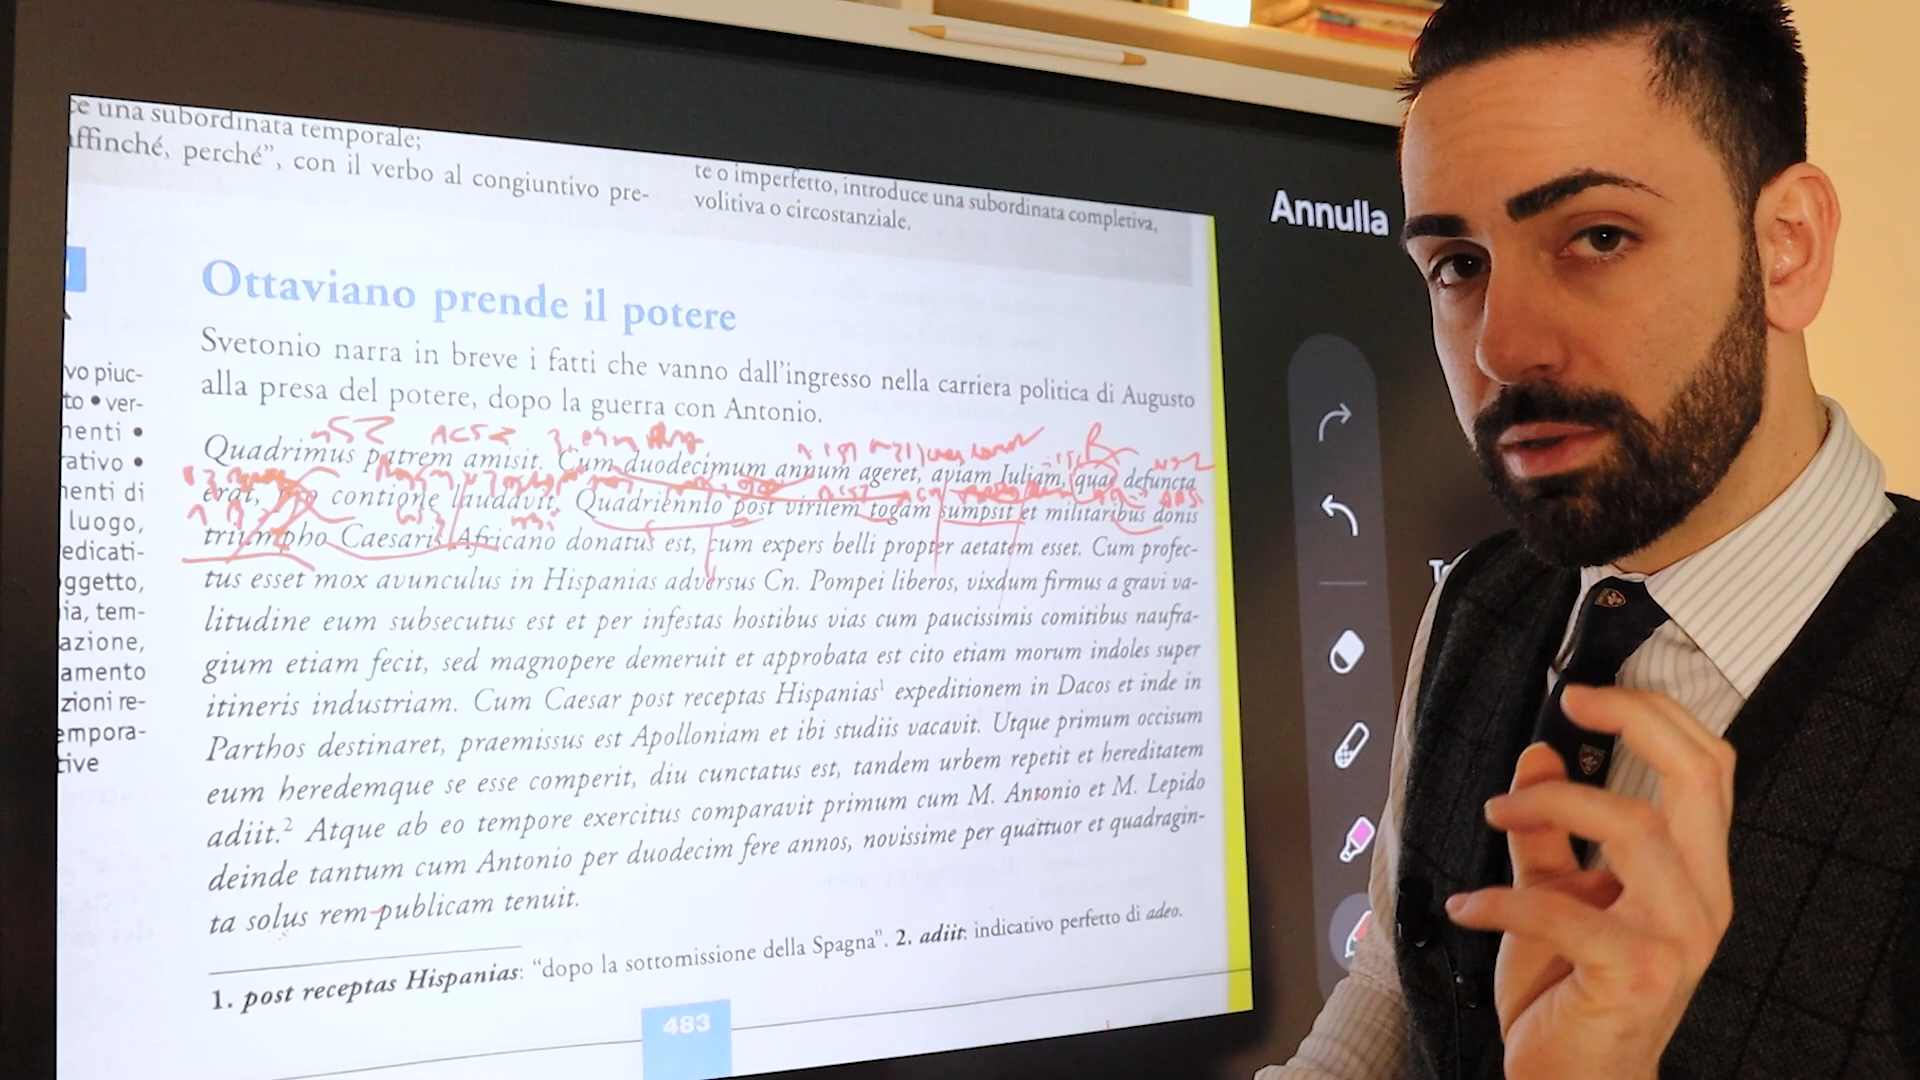 te una subordinata temporale;
affinché, perché”, con il verbo al congiuntivo pre-
te o imperfetto, introduce una subordinata completiva,
volitiva o circostanziale.
Annulla
Ottaviano prende il potere
Svetonio narra in breve i fatti che vanno dall'ingresso nella carriera politica di Augusto
alla presa del potere, dopo la guerra con Antonio.
Quadrimus patrem amisit. Cum duodecimum annum ageret, aviam Iuliam, quae defuncta
erat, pro contione laudavit. Quadriennio post virilem togam sumpsit et militaribus donis
triumpho Caesaris Africano donatus est, cum expers belli propter aetatem esset. Cum profec-
tus esset mox avunculus in Hispanias adversus Cn. Pompei liberos, vixdum firmus a gravi va-
litudine eum subsecutus est et per infestas hostibus vias cum paucissimis comitibus naufra-
gium etiam fecit, sed magnopere demeruit et approbata est cito etiam morum indoles super
itineris industriam. Cum Caesar post receptas Hispanias¹ expeditionem in Dacos et inde in
Parthos destinaret, praemissus est Apolloniam et ibi studiis vacavit. Utque primum occisum
eum heredemque se esse comperit, diu cunctatus est, tandem urbem repetit et hereditatem
adiit.² Atque ab eo tempore exercitus comparavit primum cum M. Antonio et M. Lepido
deinde tantum cum Antonio per duodecim fere annos, novissime per quattuor et quadragin-
ta solus rem publicam tenuit.
1. post receptas Hispanias: “dopo la sottomissione della Spagna”. 2. adiit: indicativo perfetto di adeo.
483
vo piuc-
to • ver-
menti •
rativo •
menti di
luogo,
edicati-
ggetto,
ia, tem-
azione,
amento
zioni re-
empora-
tive